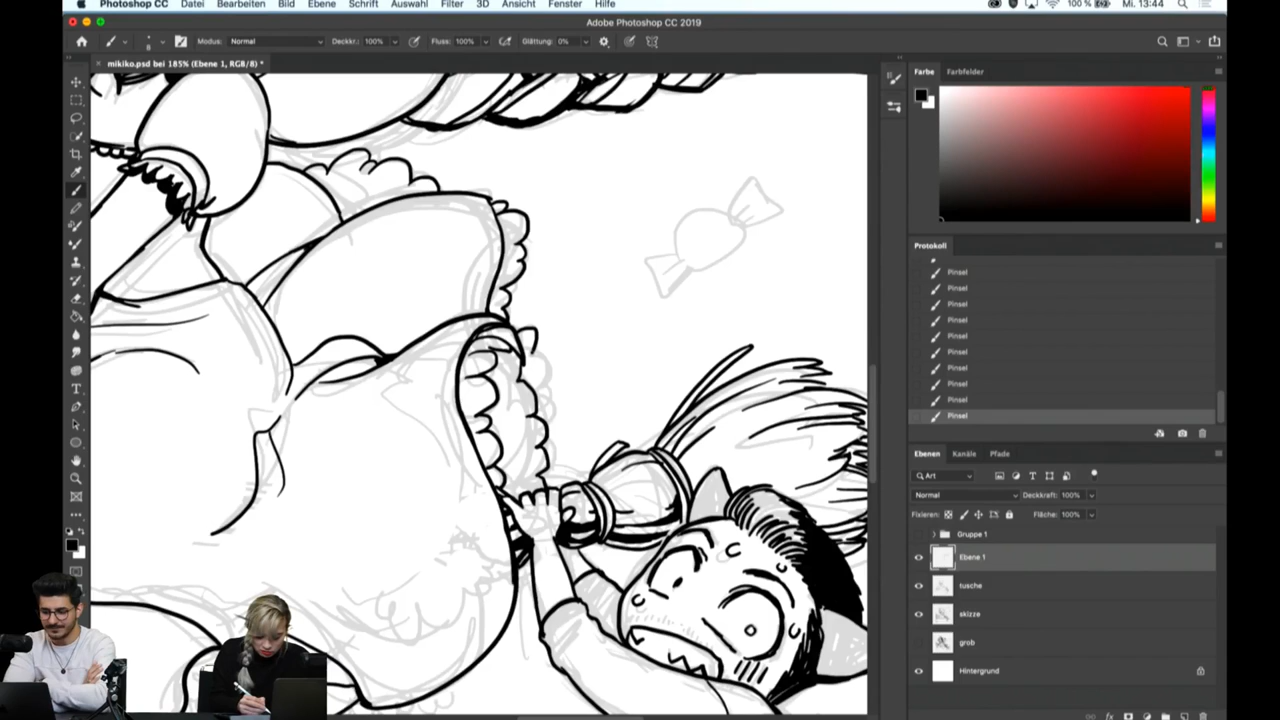 Photoshop CC Datei Bearbeiten Bild Ebene Schrift Auswahl Filter 3D Ansicht Fenster Hilfe 100 % Mi. 13:44
Adobe Photoshop CC 2019
8 Modus: Normal Deckkr.: 100% Fluss: 100% Glättung: 0%
mikiko.psd bei 185% (Ebene 1, RGB/8) *
Farbe Farbfelder
Protokoll
Pinsel
Pinsel
Pinsel
Pinsel
Pinsel
Pinsel
Pinsel
Pinsel
Pinsel
Pinsel
Ebenen Kanäle Pfade
Art
Normal Deckkraft: 100%
Fixieren: Fläche: 100%
Gruppe 1
Ebene 1
tusche
skizze
grob
Hintergrund